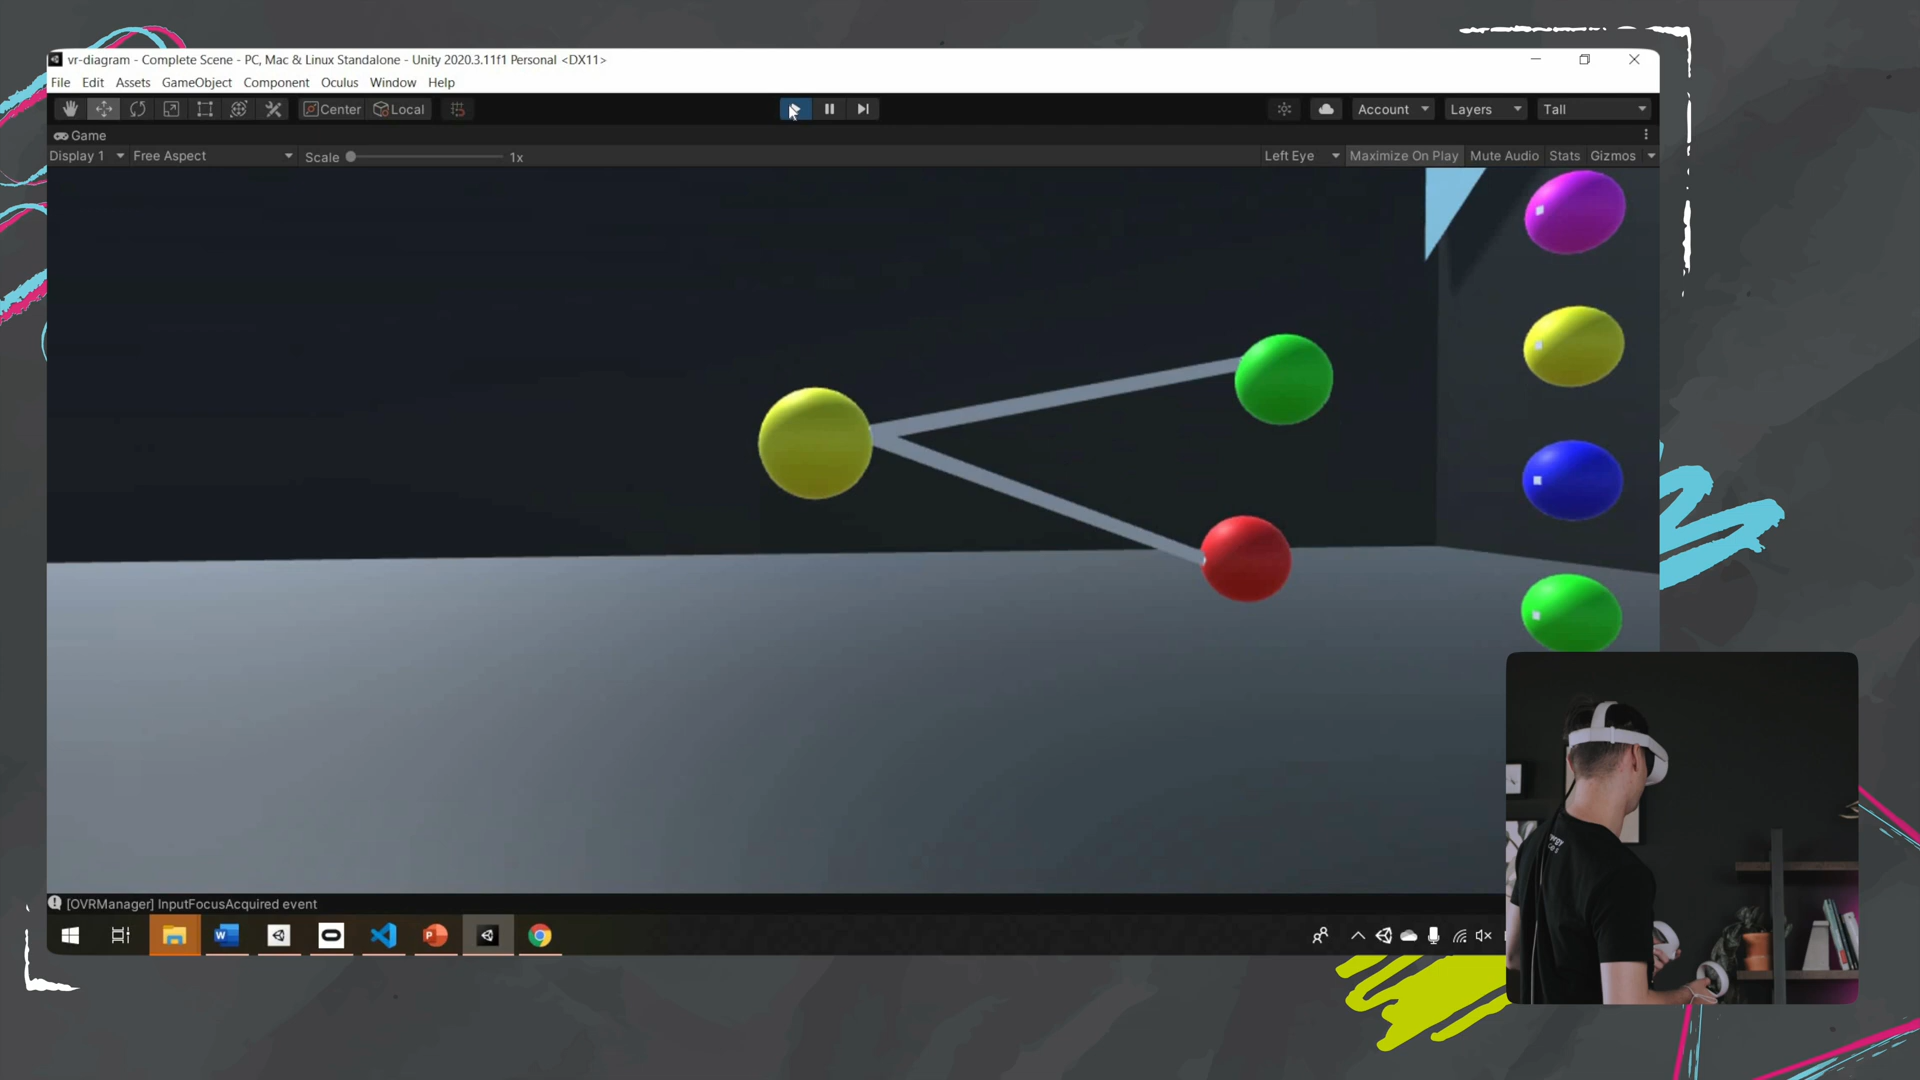 vr-diagram - Complete Scene - PC, Mac & Linux Standalone - Unity 2020.3.11f1 Personal <DX11>
File Edit Assets GameObject Component Oculus Window Help
Center Local Account Layers Tall
Game
Display 1 Free Aspect Scale 1x Left Eye Maximize On Play Mute Audio Stats Gizmos
[OVRManager] InputFocusAcquired event